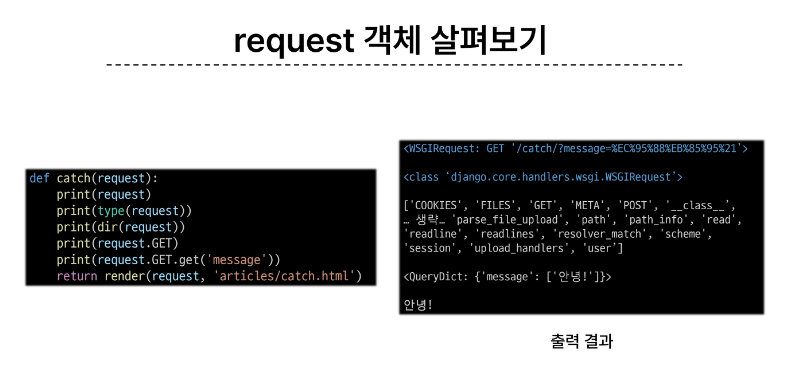 request 객체 살펴보기
def catch(request):
    print(request)
    print(type(request))
    print(dir(request))
    print(request.GET)
    print(request.GET.get('message'))
    return render(request, 'articles/catch.html')
<WSGIRequest: GET '/catch/?message=%EC%95%88%EB%85%95%21'>
<class 'django.core.handlers.wsgi.WSGIRequest'>
['COOKIES', 'FILES', 'GET', 'META', 'POST', '__class__',
… 생략… 'parse_file_upload', 'path', 'path_info', 'read',
'readline', 'readlines', 'resolver_match', 'scheme',
'session', 'upload_handlers', 'user']
<QueryDict: {'message': ['안녕!']}>
안녕!
출력 결과